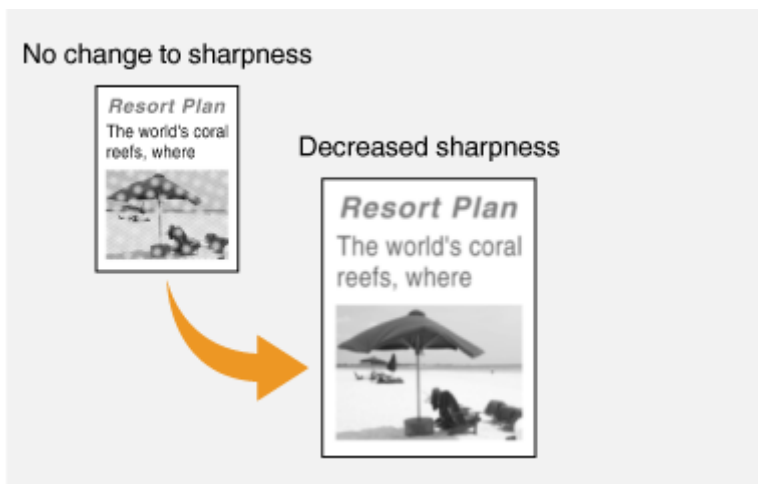 No change to sharpness
Resort Plan
The world's coral
reefs, where
Decreased sharpness
Resort Plan
The world's coral
reefs, where